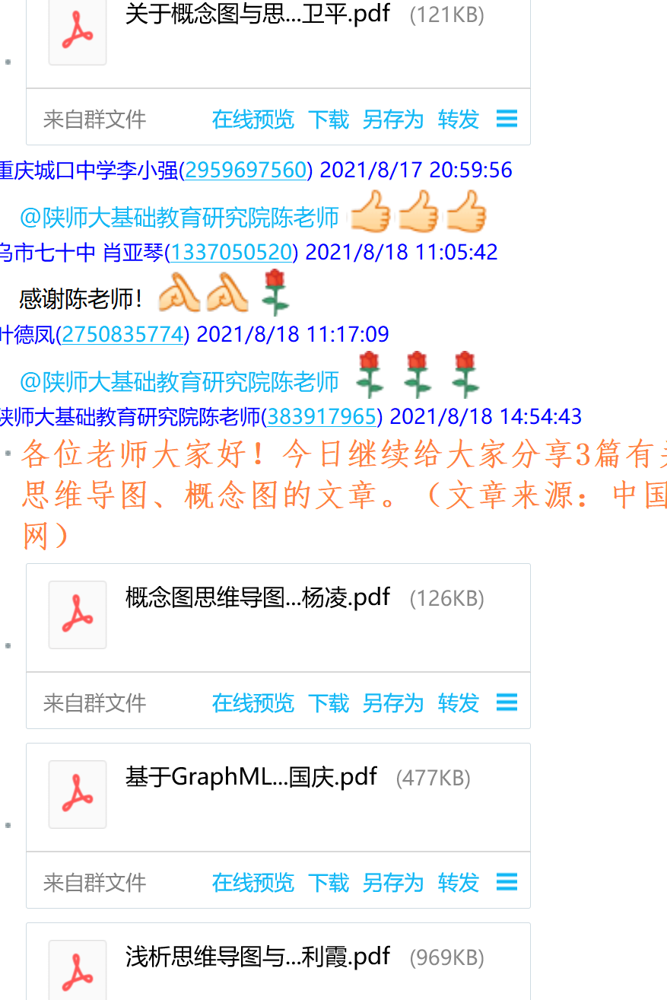 关于概念图与思...卫平.pdf (121KB)
来自群文件 在线预览 下载 另存为 转发
重庆城口中学李小强(2959697560) 2021/8/17 20:59:56
@陕师大基础教育研究院陈老师
乌市七十中 肖亚琴(1337050520) 2021/8/18 11:05:42
感谢陈老师！
叶德凤(2750835774) 2021/8/18 11:17:09
@陕师大基础教育研究院陈老师
陕师大基础教育研究院陈老师(383917965) 2021/8/18 14:54:43
各位老师大家好！今日继续给大家分享3篇有关
思维导图、概念图的文章。（文章来源：中国
网）
概念图思维导图...杨凌.pdf (126KB)
来自群文件 在线预览 下载 另存为 转发
基于GraphML...国庆.pdf (477KB)
来自群文件 在线预览 下载 另存为 转发
浅析思维导图与...利霞.pdf (969KB)